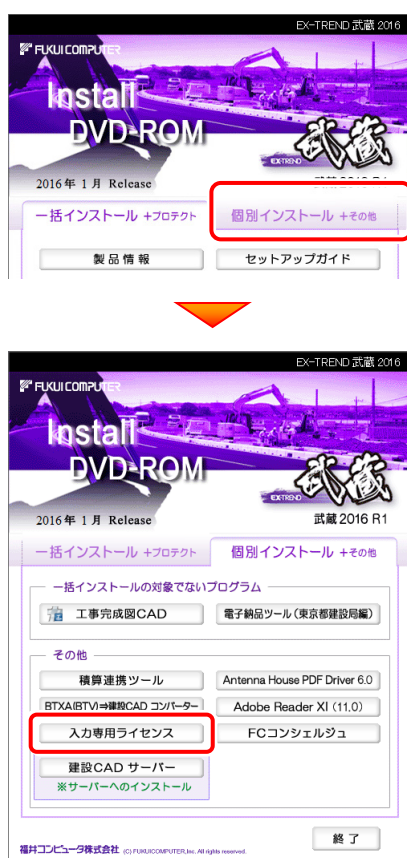 EX-TREND 武蔵 2016
FUKUI COMPUTER
Install
DVD-ROM
EX-TREND
武蔵
2016年 1月 Release
一括インストール +プロテクト
個別インストール +その他
製品情報
セットアップガイド
EX-TREND 武蔵 2016
FUKUI COMPUTER
Install
DVD-ROM
EX-TREND
武蔵
2016年 1月 Release
武蔵 2016 R1
一括インストール +プロテクト
個別インストール +その他
一括インストールの対象でないプログラム
工事完成図CAD
電子納品ツール(東京都建設局編)
その他
積算連携ツール
Antenna House PDF Driver 6.0
BTXA(BTV)⇒建設CAD コンバーター
Adobe Reader XI (11.0)
入力専用ライセンス
FCコンシェルジュ
建設CAD サーバー
※サーバーへのインストール
終了
福井コンピュータ株式会社 (C) FUKUICOMPUTER,Inc. All rights reserved.